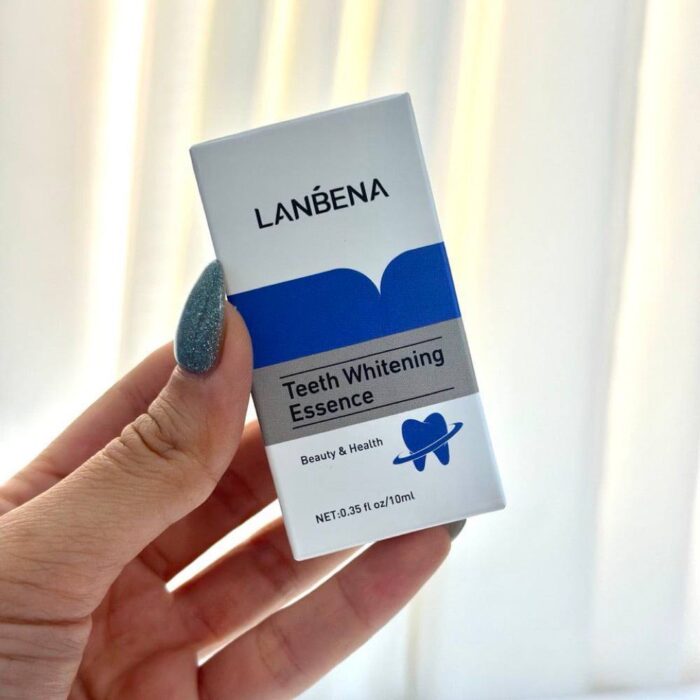 LANBENA
Teeth Whitening
Essence
Beauty & Health
NET:0.35 fl oz/10ml